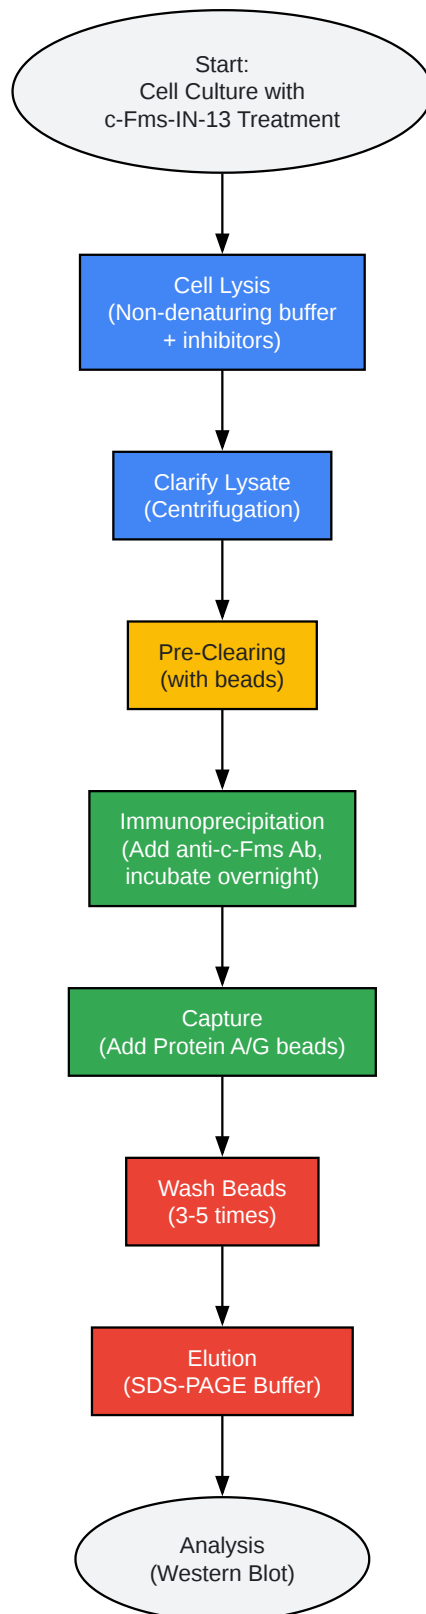 Start:
Cell Culture with
c-Fms-IN-13 Treatment
Cell Lysis
(Non-denaturing buffer
+ inhibitors)
Clarify Lysate
(Centrifugation)
Pre-Clearing
(with beads)
Immunoprecipitation
(Add anti-c-Fms Ab,
incubate overnight)
Capture
(Add Protein A/G beads)
Wash Beads
(3-5 times)
Elution
(SDS-PAGE Buffer)
Analysis
(Western Blot)